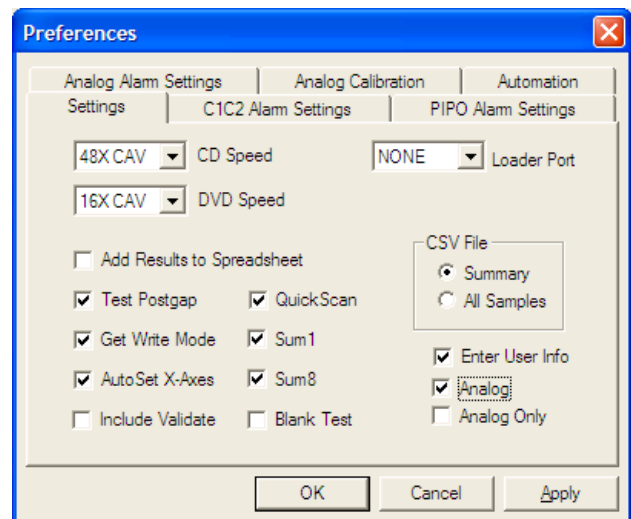 Preferences
Analog Alarm Settings Analog Calibration Automation
Settings C1C2 Alarm Settings PIPO Alarm Settings
48X CAV CD Speed NONE Loader Port
16X CAV DVD Speed
Add Results to Spreadsheet
Test Postgap QuickScan
Get Write Mode Sum1
AutoSet X-Axes Sum8
Include Validate Blank Test
CSV File
Summary
All Samples
Enter User Info
Analog
Analog Only
OK Cancel Apply